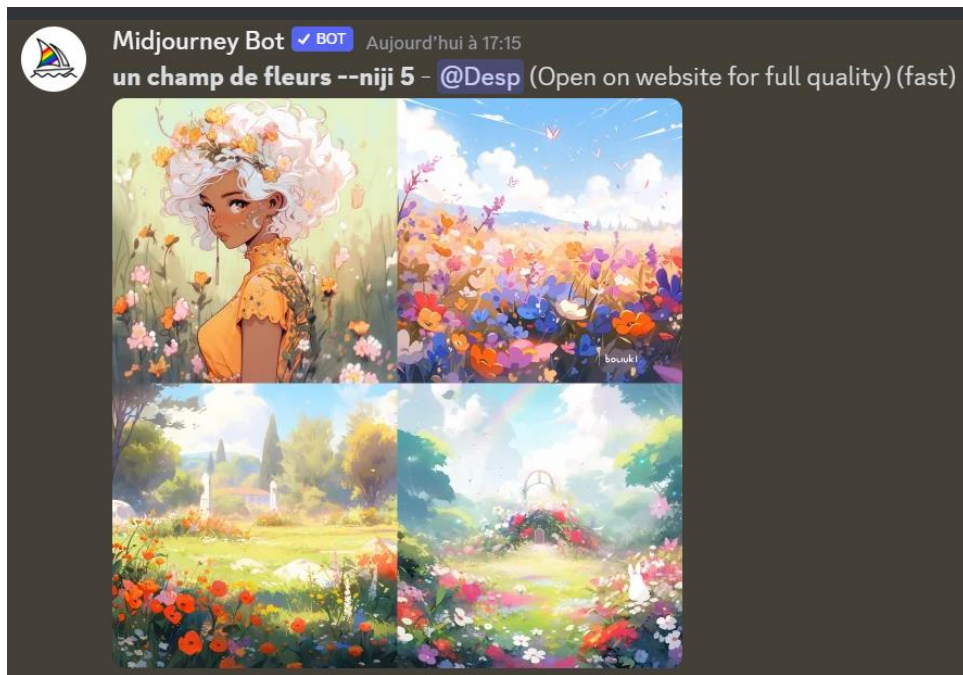 Midjourney Bot ✓ BOT Aujourd'hui à 17:15
un champ de fleurs --niji 5 - @Desp (Open on website for full quality) (fast)